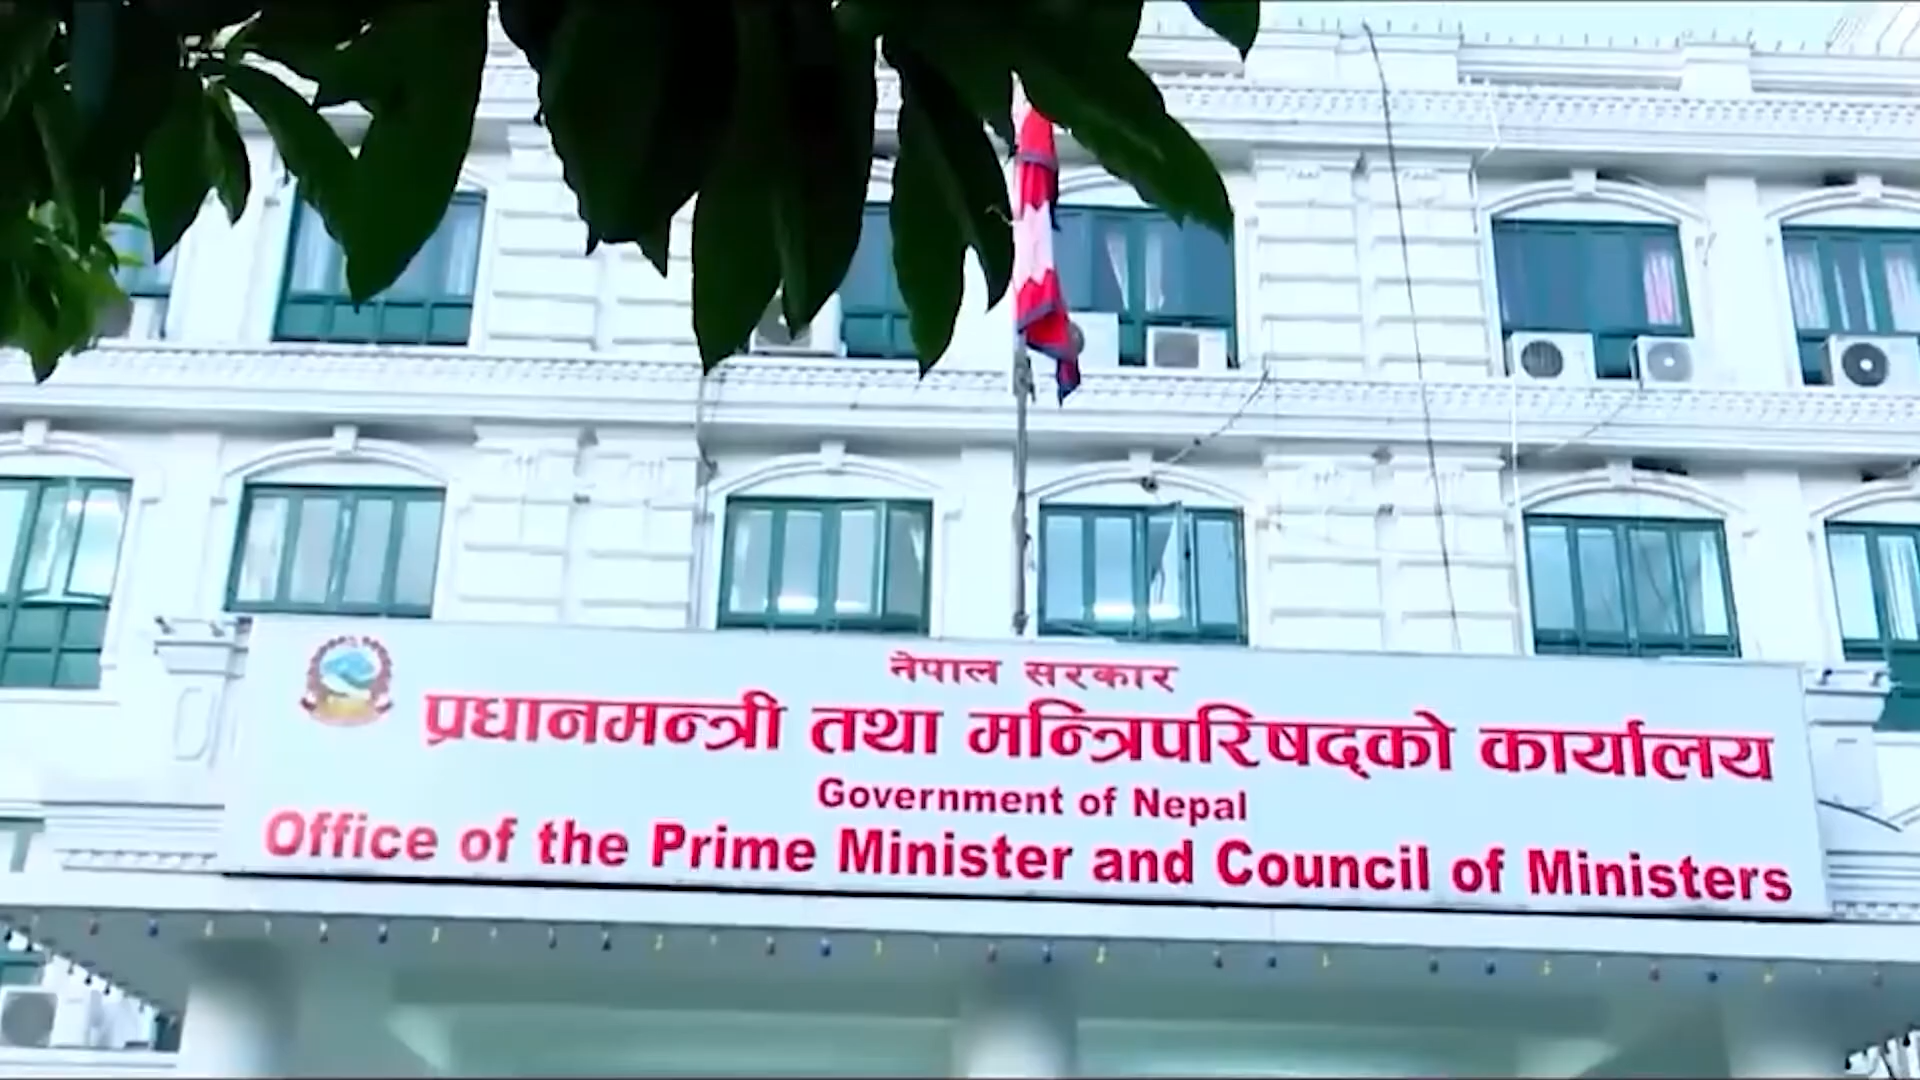 नेपाल सरकार
प्रधानमन्त्री तथा मन्त्रिपरिषद्को कार्यालय
Government of Nepal
Office of the Prime Minister and Council of Ministers